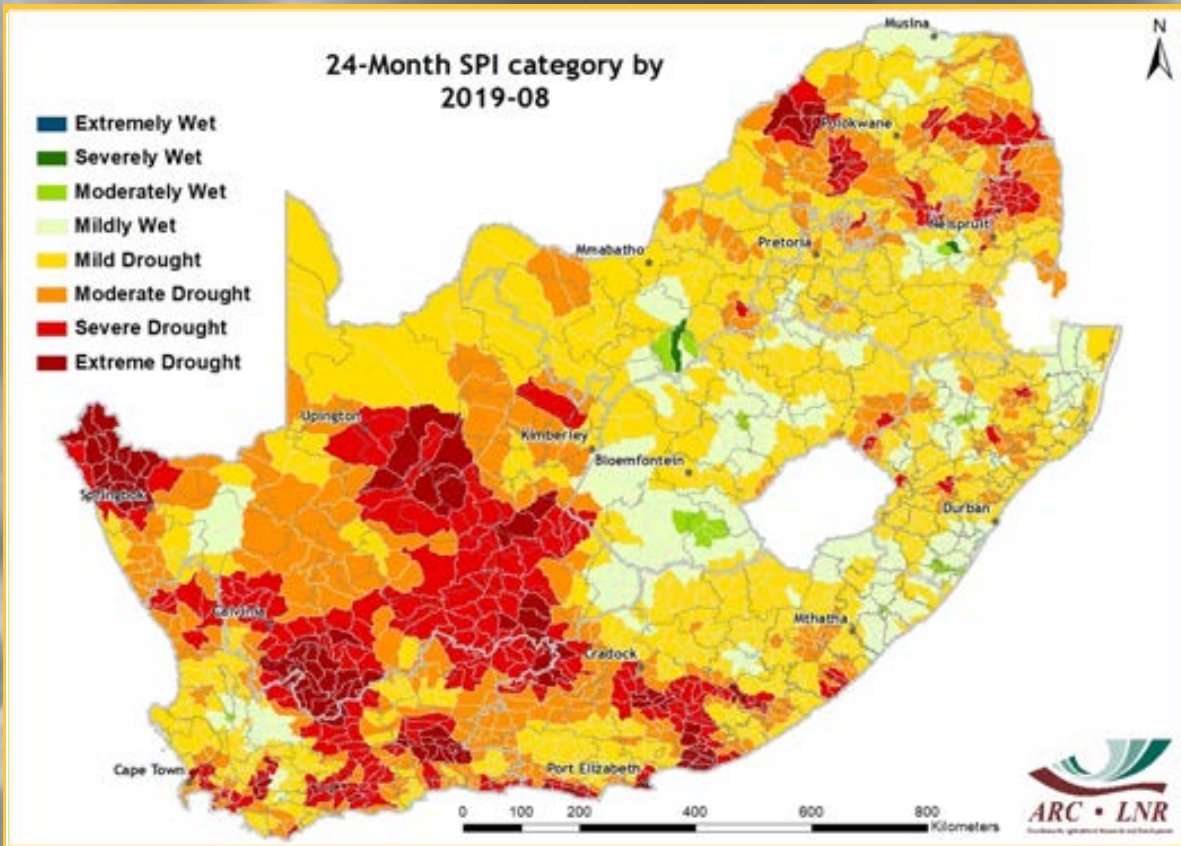 Musina
N
24-Month SPI category by
2019-08
Extremely Wet
Severely Wet
Moderately Wet
Mildly Wet
Mild Drought
Moderate Drought
Severe Drought
Extreme Drought
Polokwane
Nelspruit
Pretoria
Mmabatho
Upington
Kimberley
Bloemfontein
Springbok
Durban
Calvinia
Mthatha
Cradock
Cape Town
Port Elizabeth
0 100 200 400 600 800
Kilometers
ARC • LNR